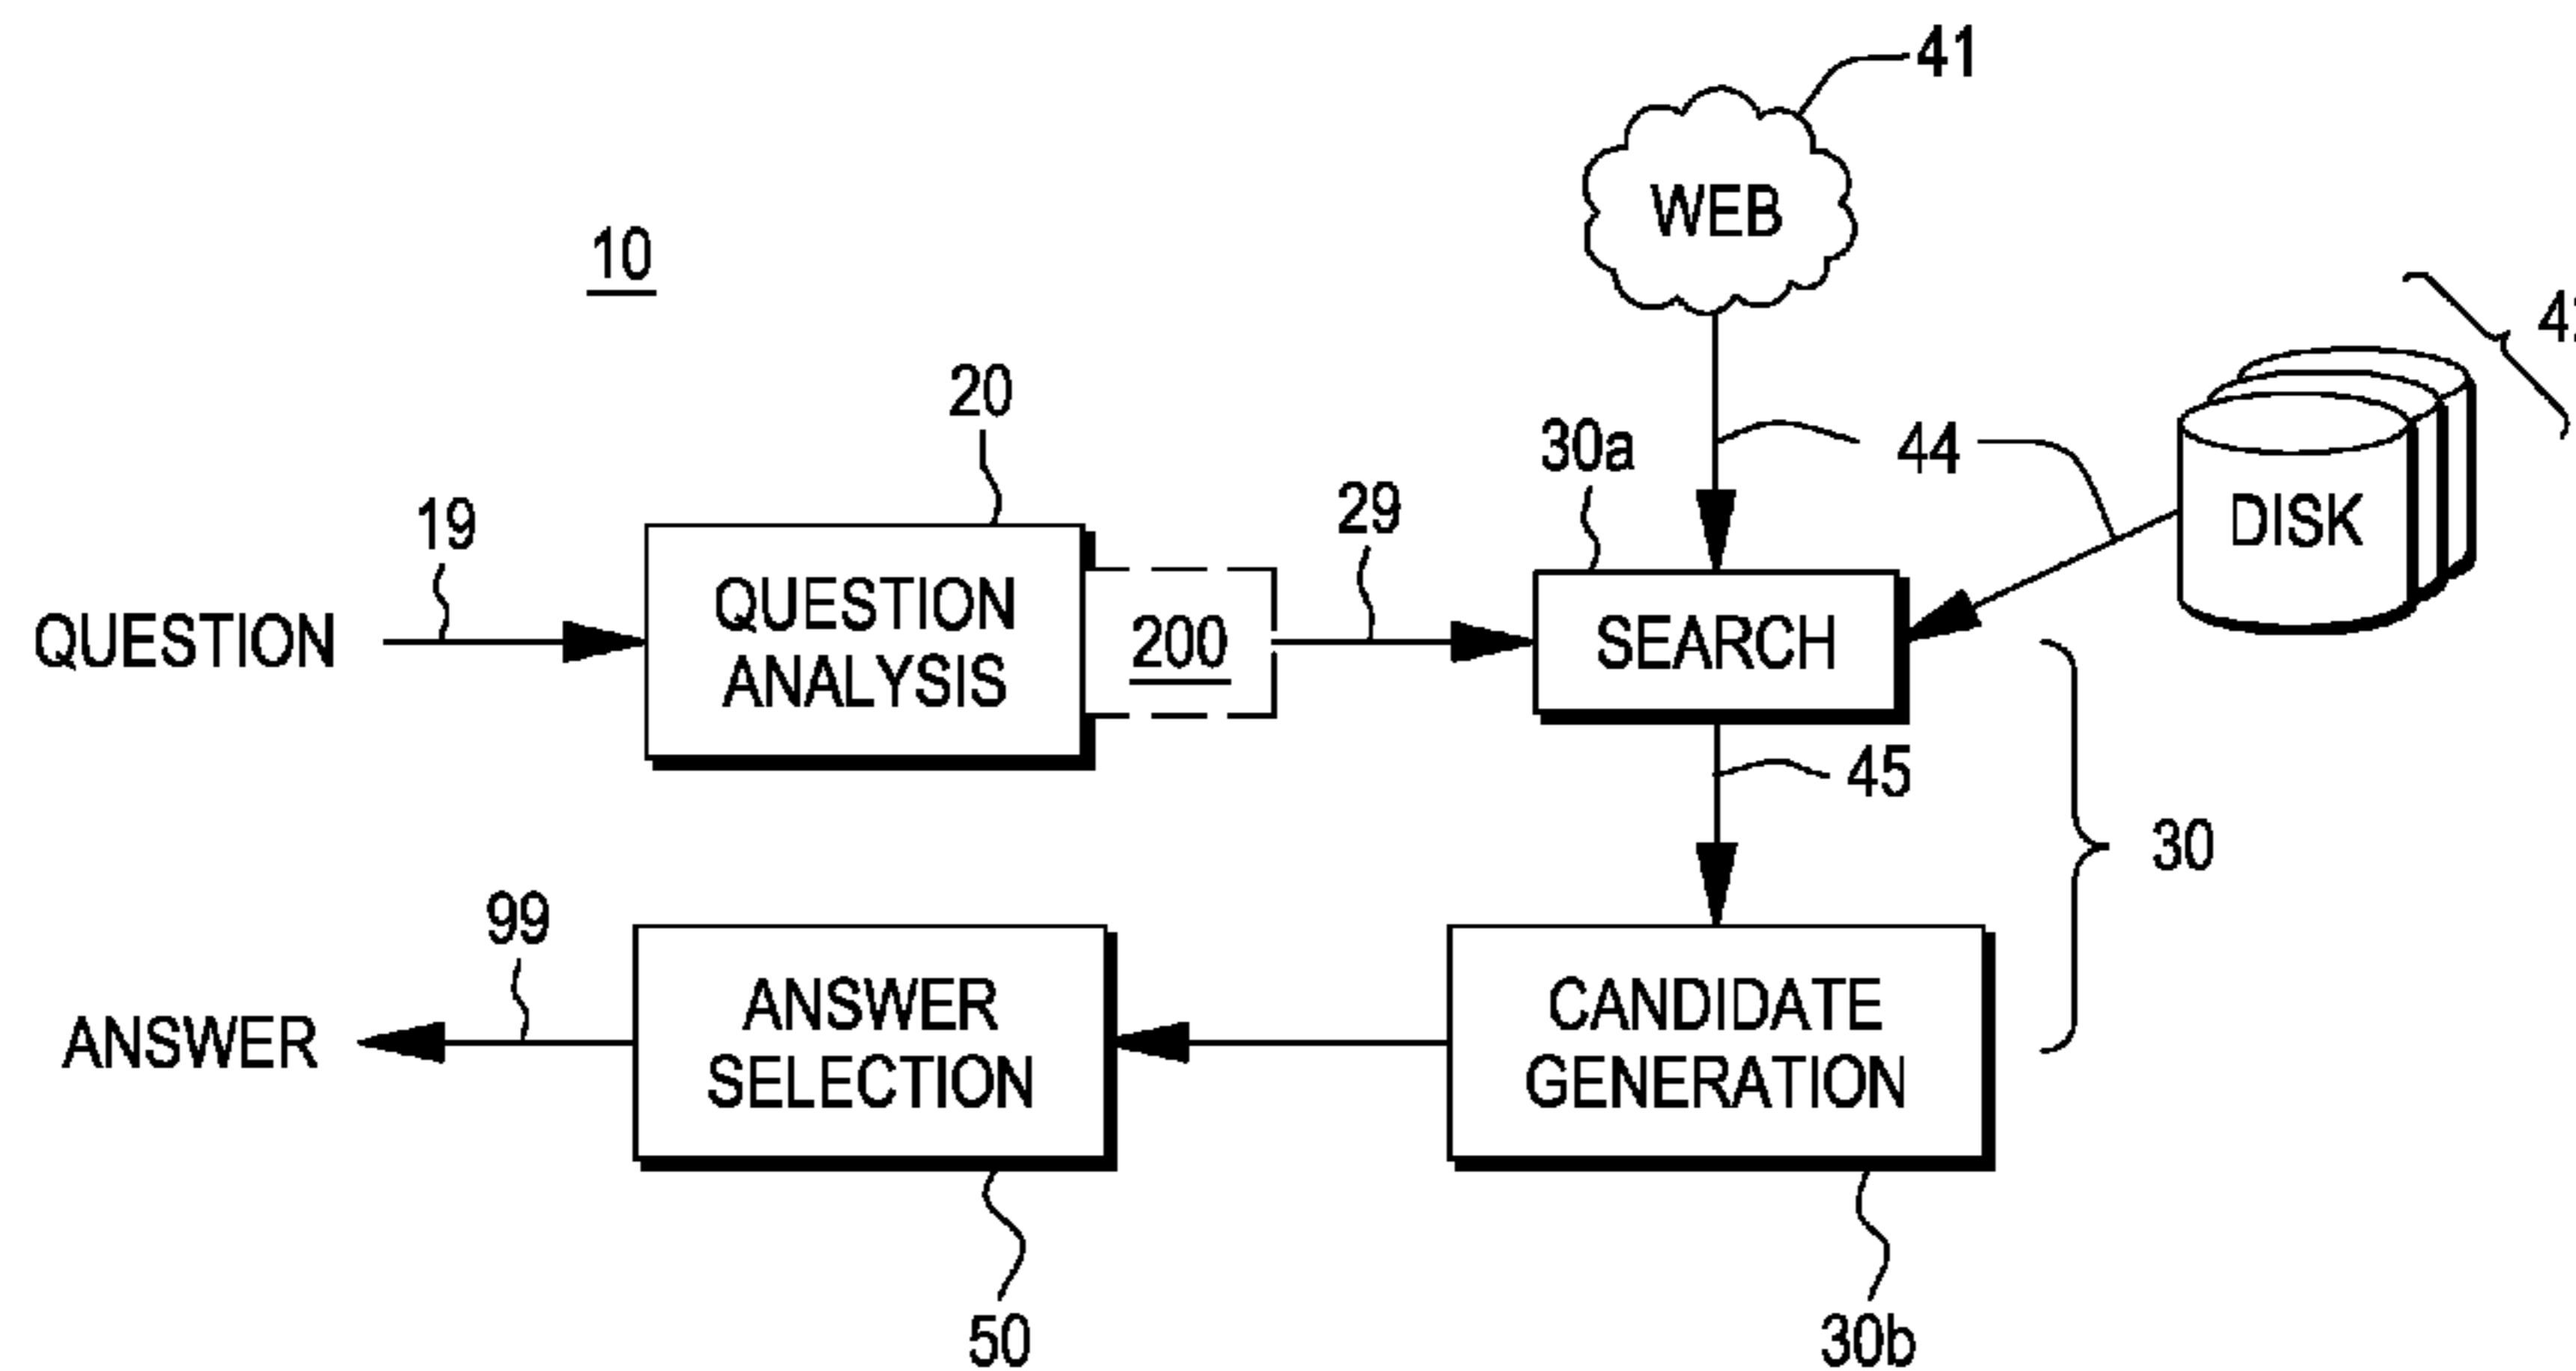 41
WEB
10
20
30a
44
DISK
19
29
QUESTION
QUESTION
ANALYSIS
200
SEARCH
45
30
99
ANSWER
ANSWER
SELECTION
CANDIDATE
GENERATION
50
30b